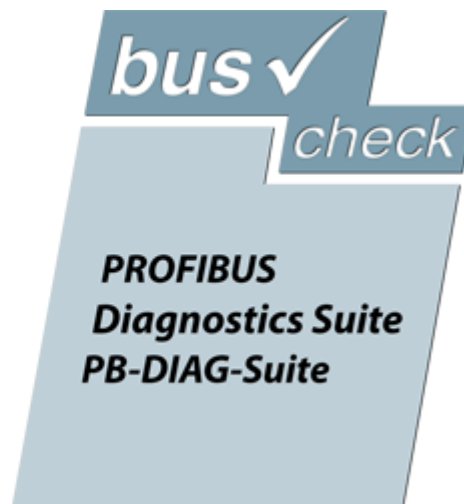 bus
check
PROFIBUS
Diagnostics Suite
PB-DIAG-Suite